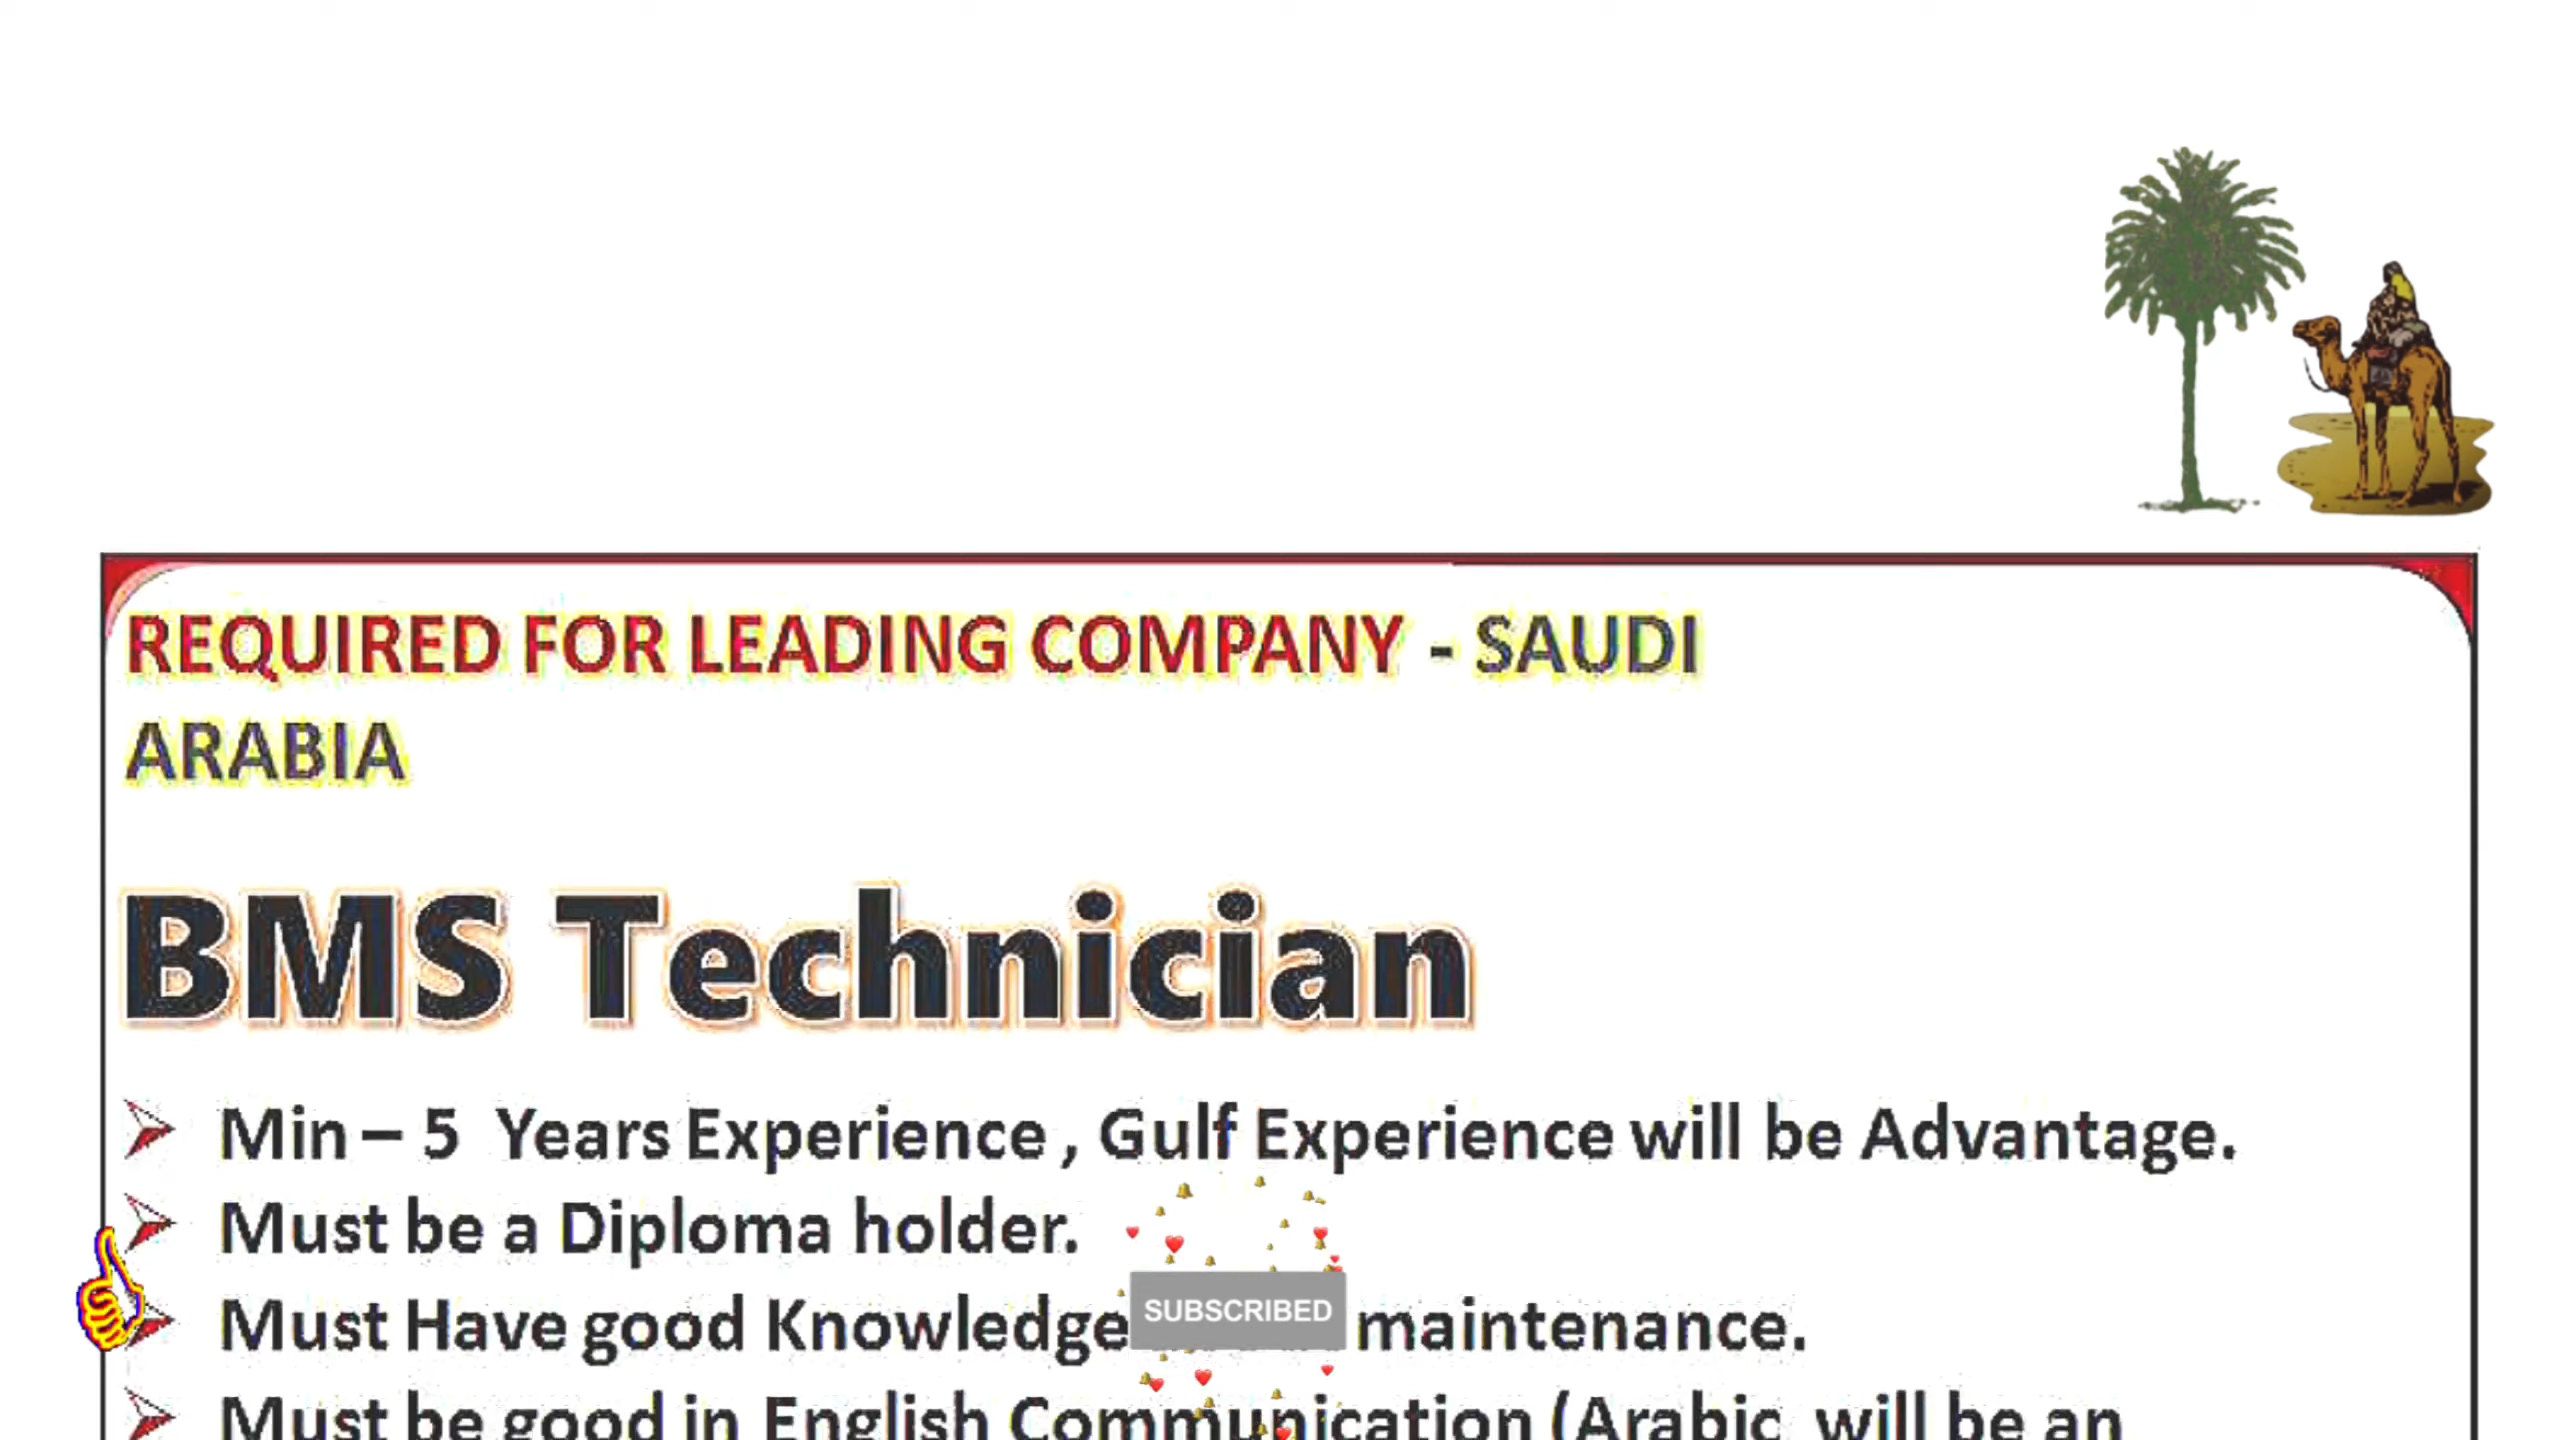 REQUIRED FOR LEADING COMPANY - SAUDI
ARABIA
BMS Technician
Min – 5 Years Experience , Gulf Experience will be Advantage.
Must be a Diploma holder.
Must Have good Knowledge maintenance.
SUBSCRIBED
Must be good in English Communication (Arabic will be an